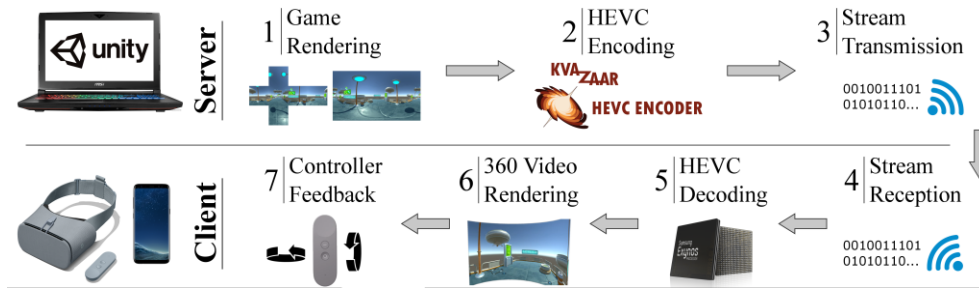 unity
Server
1 Game
Rendering
2 HEVC
Encoding
KVAZAAR
HEVC ENCODER
3 Stream
Transmission
0010011101
01010110...
Client
7 Controller
Feedback
6 360 Video
Rendering
5 HEVC
Decoding
Samsung
Exynos
4 Stream
Reception
0010011101
01010110...